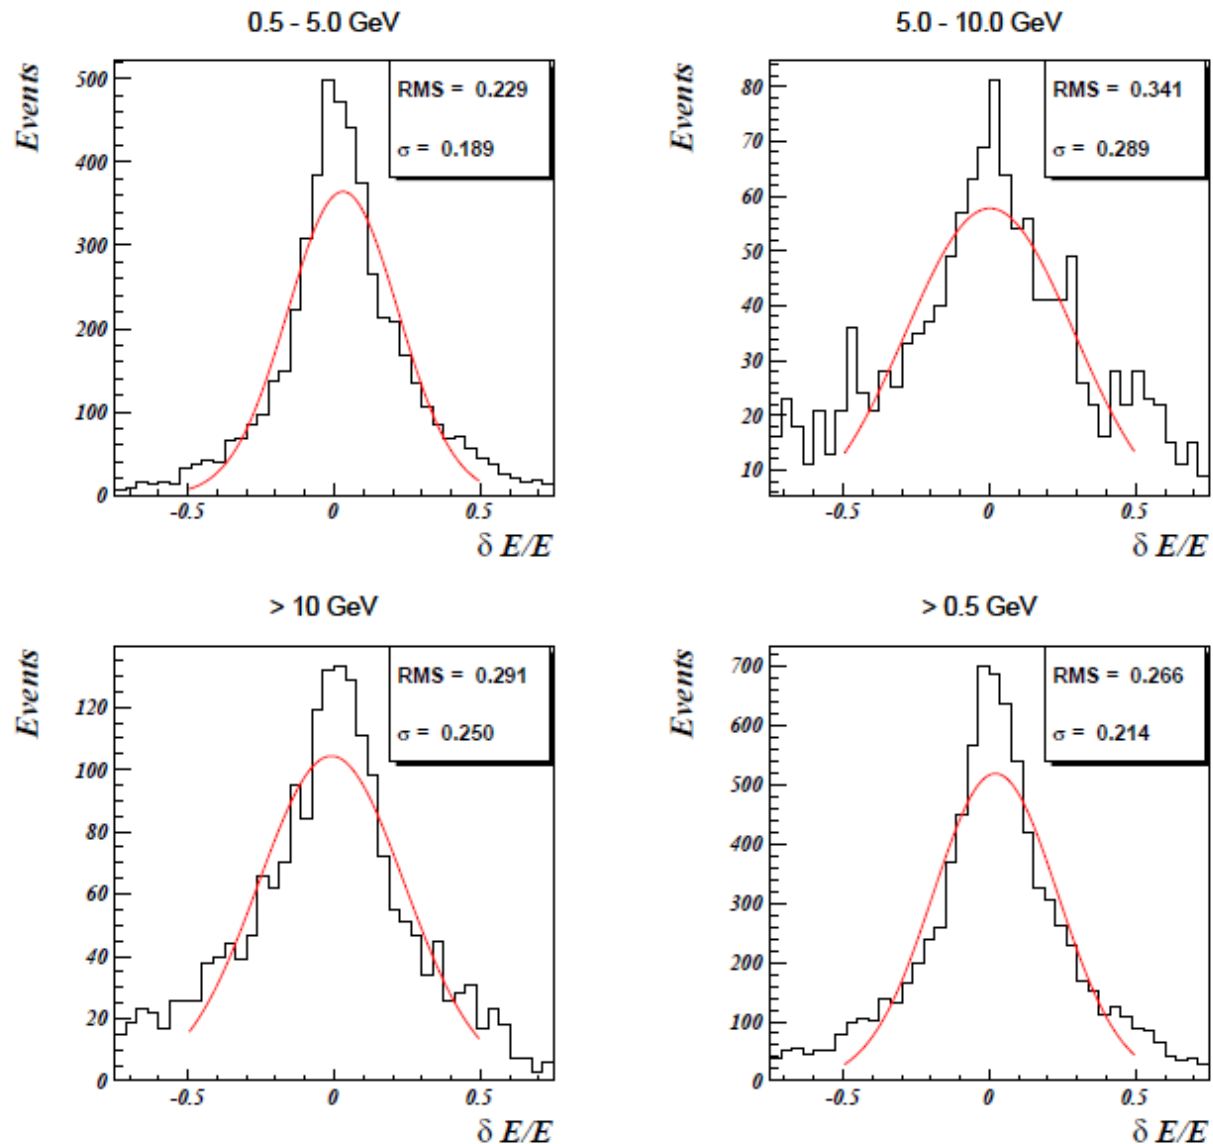 0.5 - 5.0 GeV
Events
500
400
300
200
100
0
-0.5
0
0.5
δ E/E
RMS = 0.229
σ = 0.189
5.0 - 10.0 GeV
Events
80
70
60
50
40
30
20
10
-0.5
0
0.5
δ E/E
RMS = 0.341
σ = 0.289
> 10 GeV
Events
120
100
80
60
40
20
0
-0.5
0
0.5
δ E/E
RMS = 0.291
σ = 0.250
> 0.5 GeV
Events
700
600
500
400
300
200
100
0
-0.5
0
0.5
δ E/E
RMS = 0.266
σ = 0.214